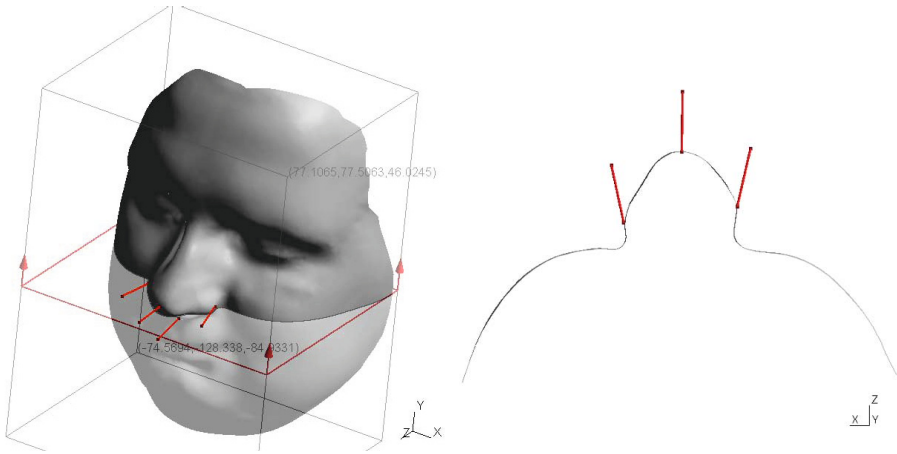 (77.1065,77.5063,46.0245)
(-74.5694,-128.338,-84.9331)
Y
Z X
Z
X Y